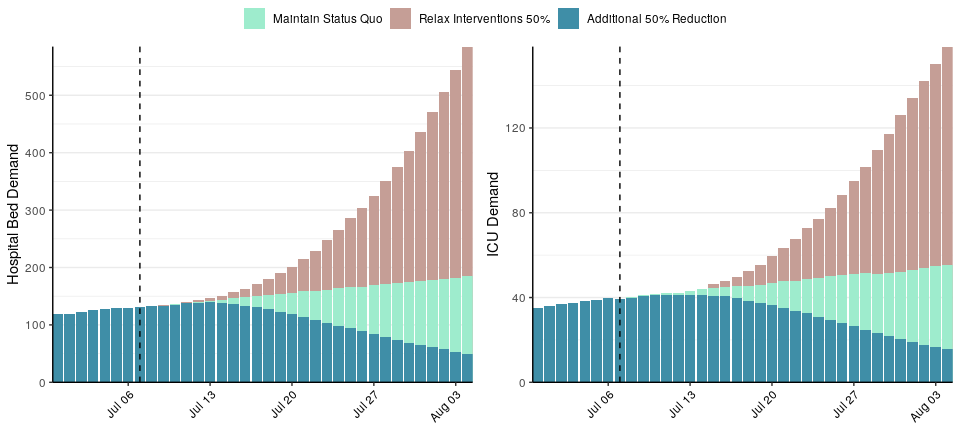 Maintain Status Quo Relax Interventions 50% Additional 50% Reduction
Hospital Bed Demand
500
400
300
200
100
0
Jul 06 Jul 13 Jul 20 Jul 27 Aug 03
ICU Demand
120
80
40
0
Jul 06 Jul 13 Jul 20 Jul 27 Aug 03